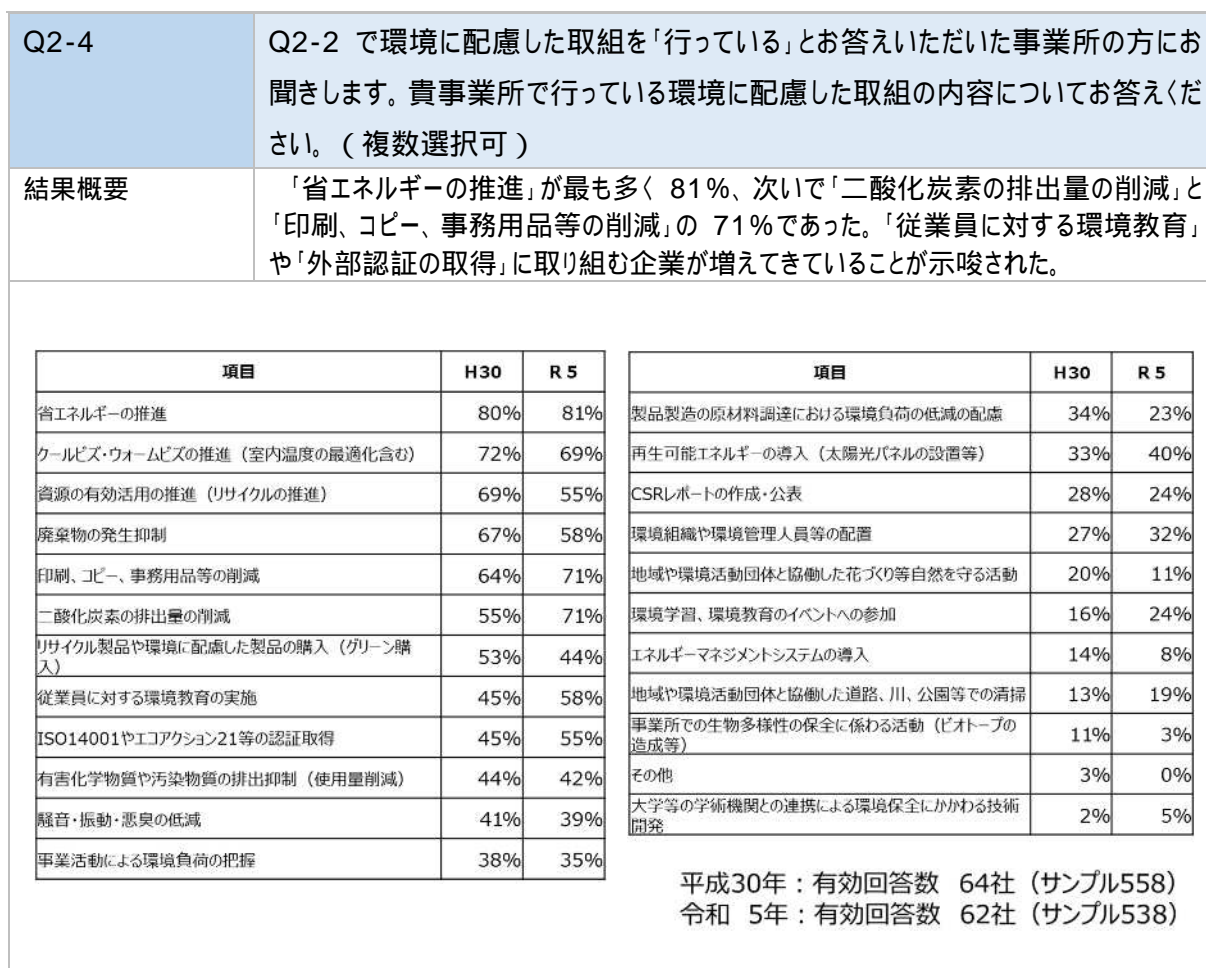 Q2-4
Q2-2 で環境に配慮した取組を「行っている」とお答えいただいた事業所の方にお
聞きします。貴事業所で行っている環境に配慮した取組の内容についてお答えくだ
さい。(複数選択可)
結果概要
「省エネルギーの推進」が最も多く 81%、次いで「二酸化炭素の排出量の削減」と
「印刷、コピー、事務用品等の削減」の 71%であった。「従業員に対する環境教育」
や「外部認証の取得」に取り組む企業が増えてきていることが示唆された。
項目 H30 R 5
省エネルギーの推進 80% 81%
クールビズ・ウォームビズの推進(室内温度の最適化含む) 72% 69%
資源の有効活用の推進(リサイクルの推進) 69% 55%
廃棄物の発生抑制 67% 58%
印刷、コピー、事務用品等の削減 64% 71%
二酸化炭素の排出量の削減 55% 71%
リサイクル製品や環境に配慮した製品の購入(グリーン購
入) 53% 44%
従業員に対する環境教育の実施 45% 58%
ISO14001やエコアクション21等の認証取得 45% 55%
有害化学物質や汚染物質の排出抑制(使用量削減) 44% 42%
騒音・振動・悪臭の低減 41% 39%
事業活動による環境負荷の把握 38% 35%
項目 H30 R 5
製品製造の原材料調達における環境負荷の低減の配慮 34% 23%
再生可能エネルギーの導入(太陽光パネルの設置等) 33% 40%
CSRレポートの作成・公表 28% 24%
環境組織や環境管理人員等の配置 27% 32%
地域や環境活動団体と協働した花づくり等自然を守る活動 20% 11%
環境学習、環境教育のイベントへの参加 16% 24%
エネルギーマネジメントシステムの導入 14% 8%
地域や環境活動団体と協働した道路、川、公園等での清掃 13% 19%
事業所での生物多様性の保全に係わる活動(ビオトープの
造成等) 11% 3%
その他 3% 0%
大学等の学術機関との連携による環境保全にかかわる技術
開発 2% 5%
平成30年:有効回答数 64社(サンプル558)
令和 5年:有効回答数 62社(サンプル538)